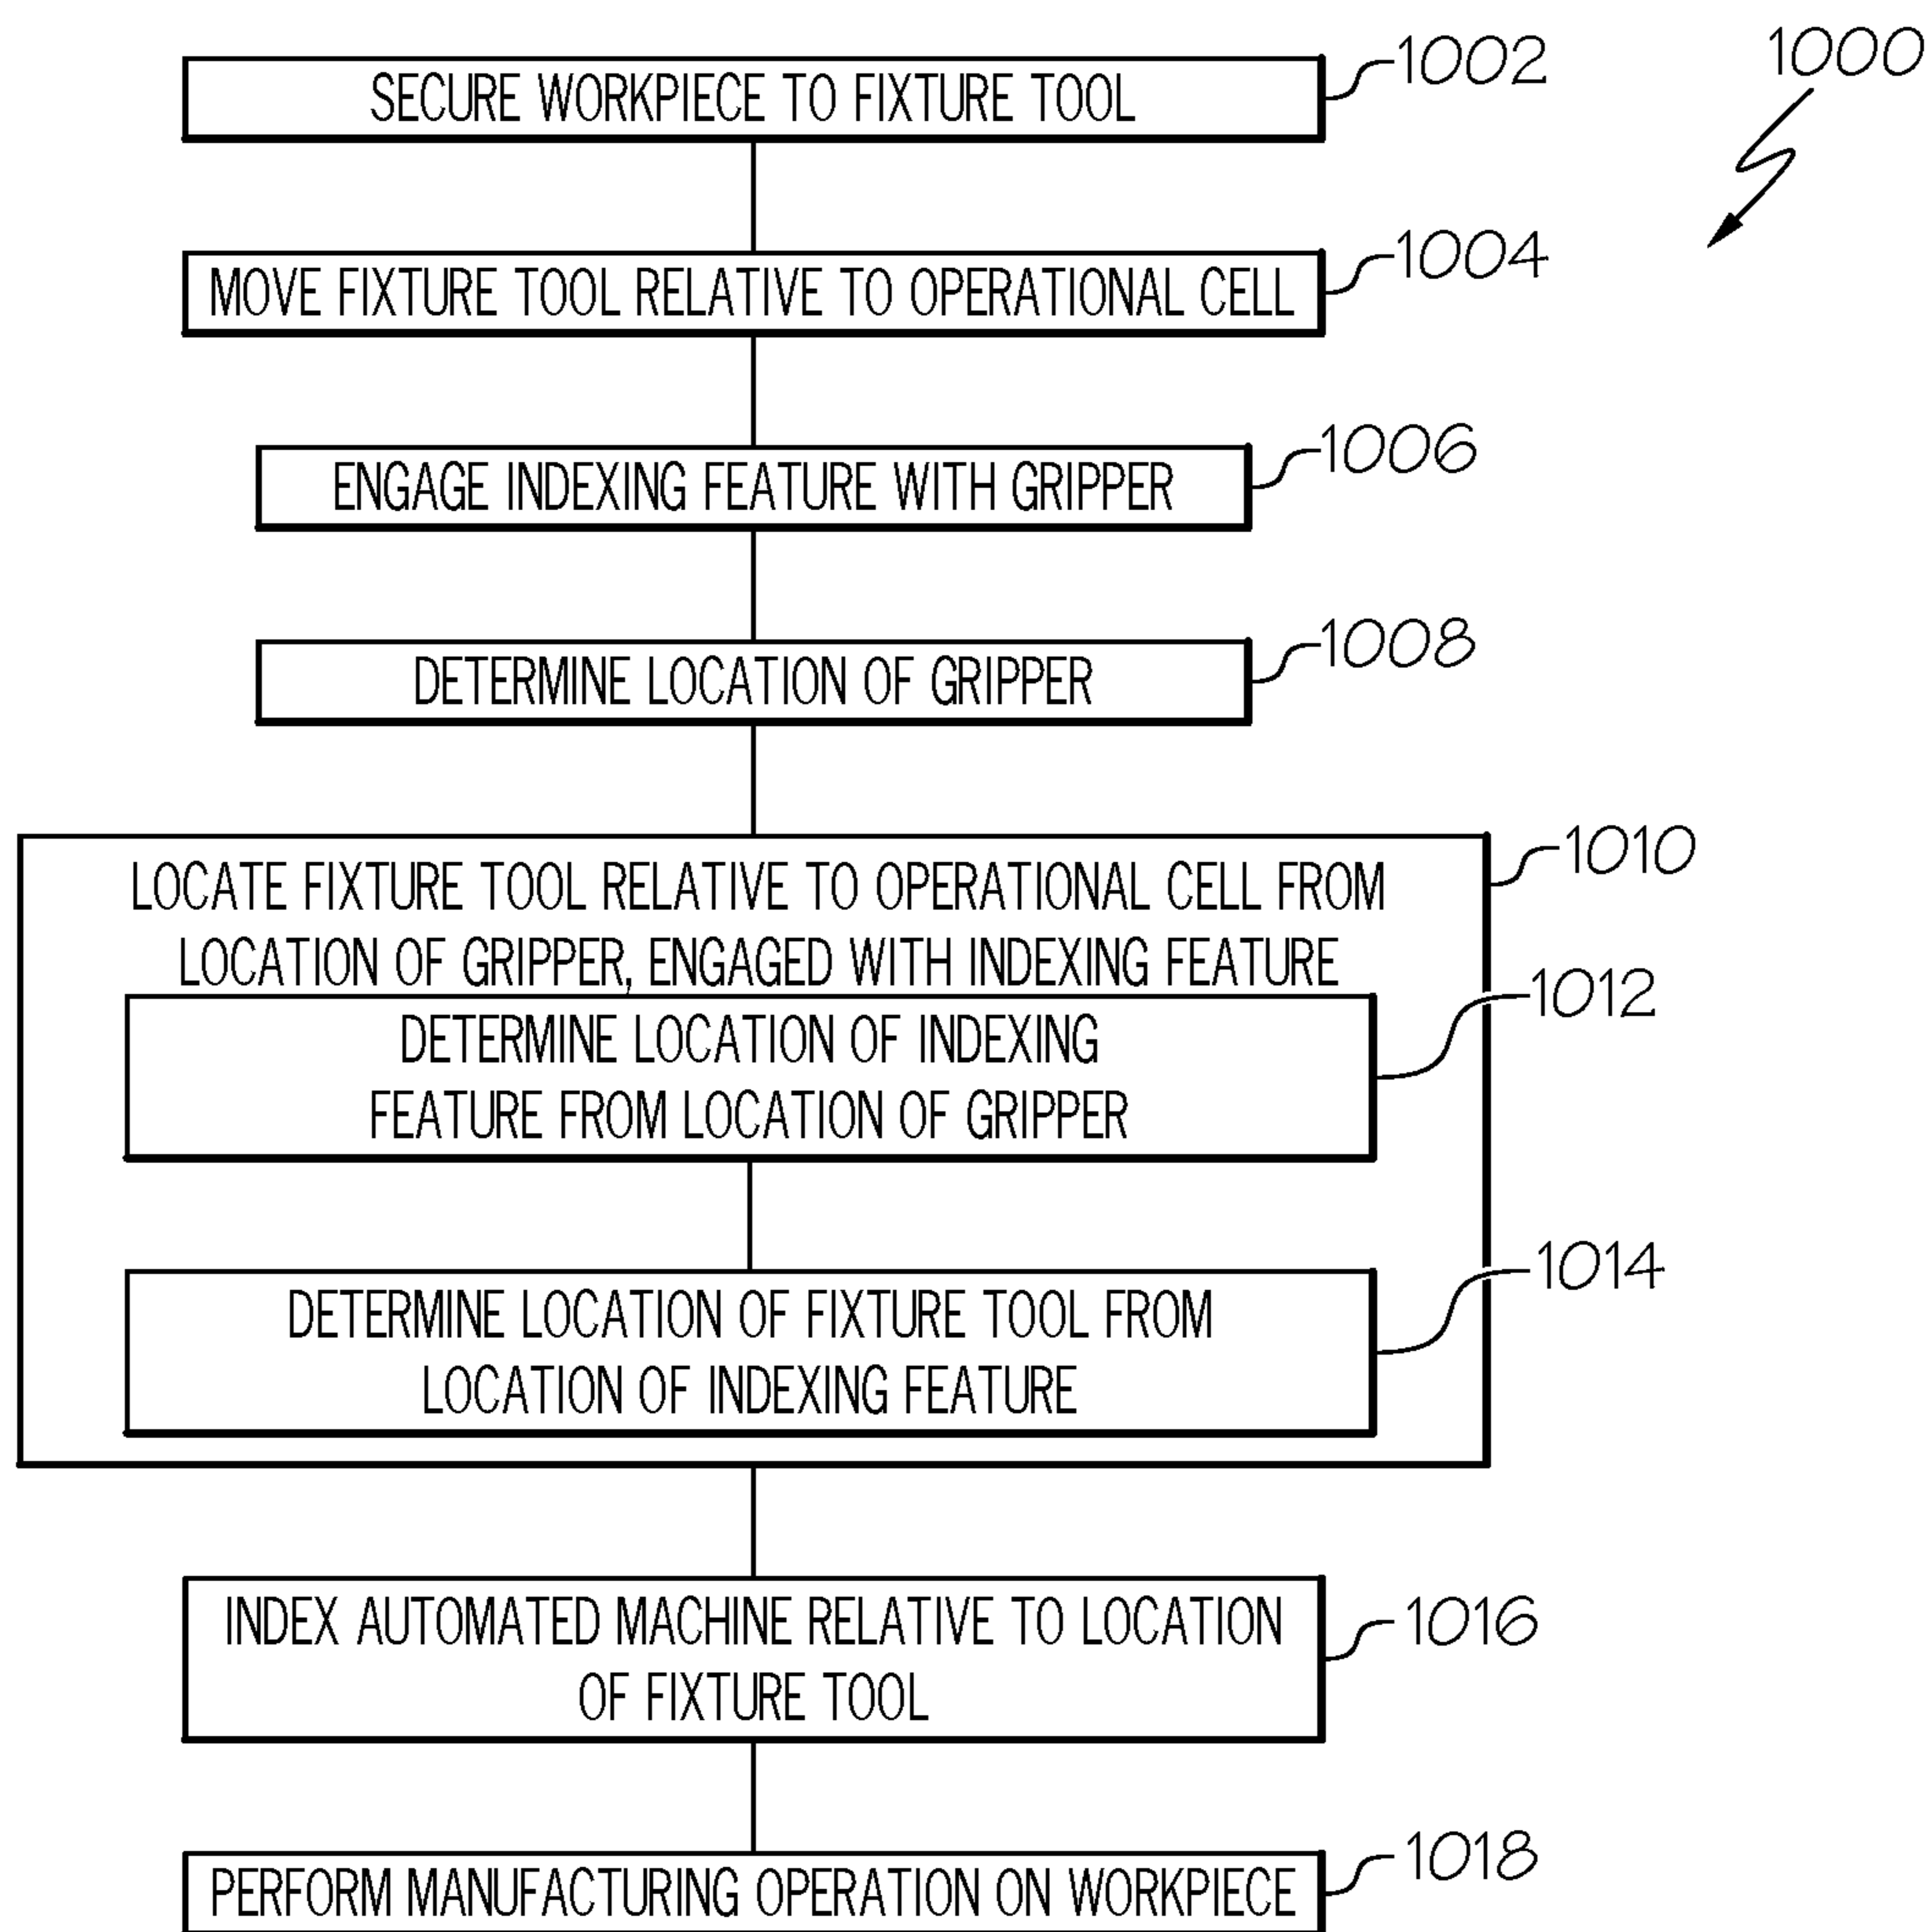 1000
SECURE WORKPIECE TO FIXTURE TOOL
1002
MOVE FIXTURE TOOL RELATIVE TO OPERATIONAL CELL
1004
ENGAGE INDEXING FEATURE WITH GRIPPER
1006
DETERMINE LOCATION OF GRIPPER
1008
LOCATE FIXTURE TOOL RELATIVE TO OPERATIONAL CELL FROM
LOCATION OF GRIPPER, ENGAGED WITH INDEXING FEATURE
1010
DETERMINE LOCATION OF INDEXING
FEATURE FROM LOCATION OF GRIPPER
1012
DETERMINE LOCATION OF FIXTURE TOOL FROM
LOCATION OF INDEXING FEATURE
1014
INDEX AUTOMATED MACHINE RELATIVE TO LOCATION
OF FIXTURE TOOL
1016
PERFORM MANUFACTURING OPERATION ON WORKPIECE
1018